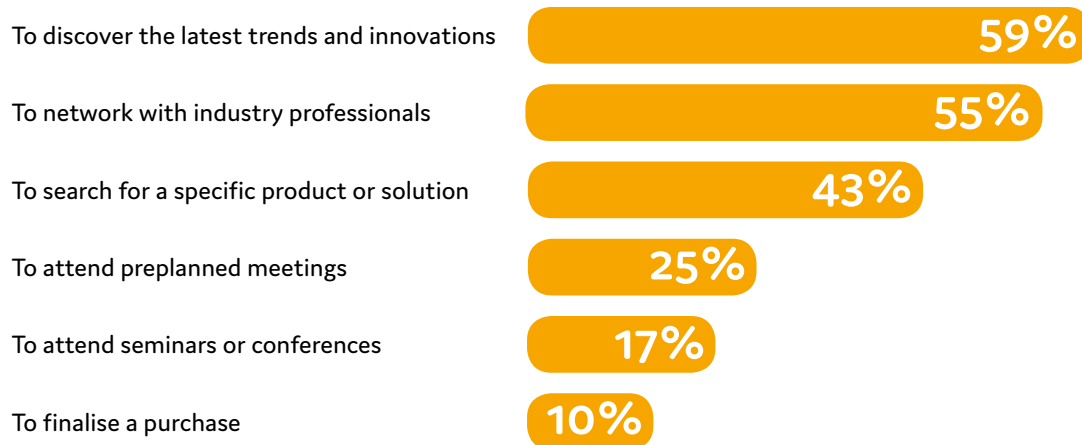 To discover the latest trends and innovations 59%
To network with industry professionals 55%
To search for a specific product or solution 43%
To attend preplanned meetings 25%
To attend seminars or conferences 17%
To finalise a purchase 10%